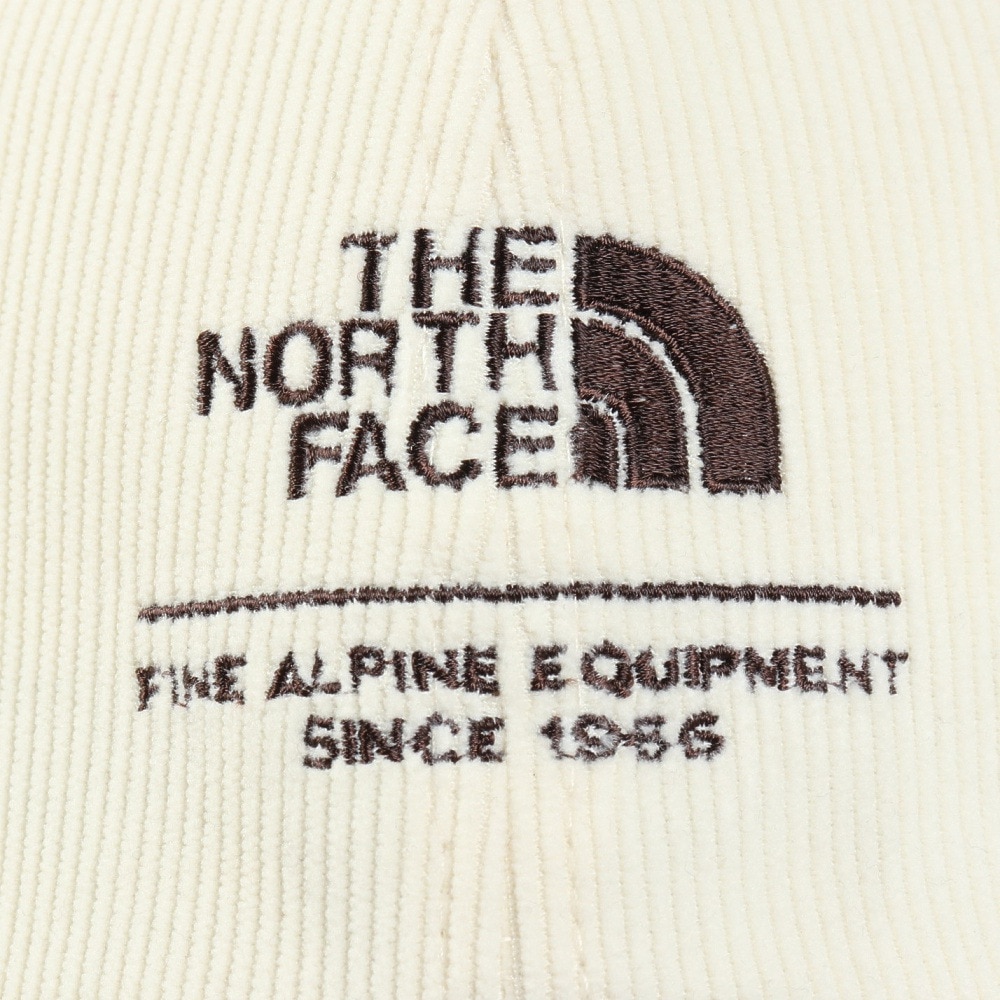 THE
NORTH
FACE
FINE ALPINE EQUIPMENT
SINCE 1966